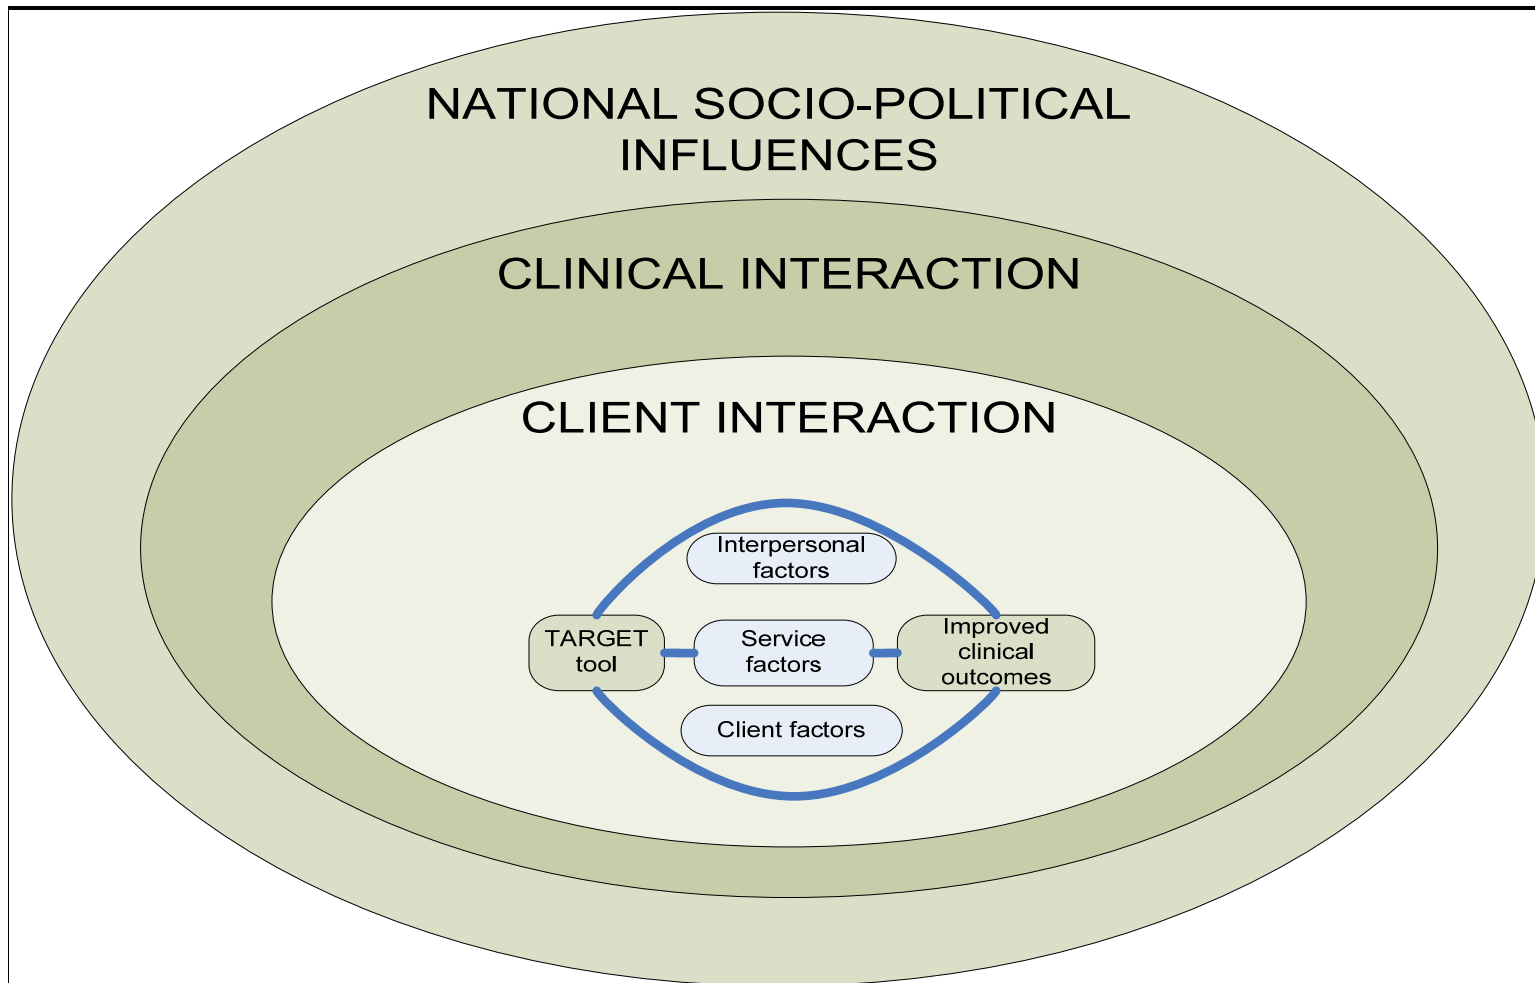 NATIONAL SOCIO-POLITICAL
INFLUENCES
CLINICAL INTERACTION
CLIENT INTERACTION
Interpersonal
factors
TARGET
tool
Service
factors
Improved
clinical
outcomes
Client factors